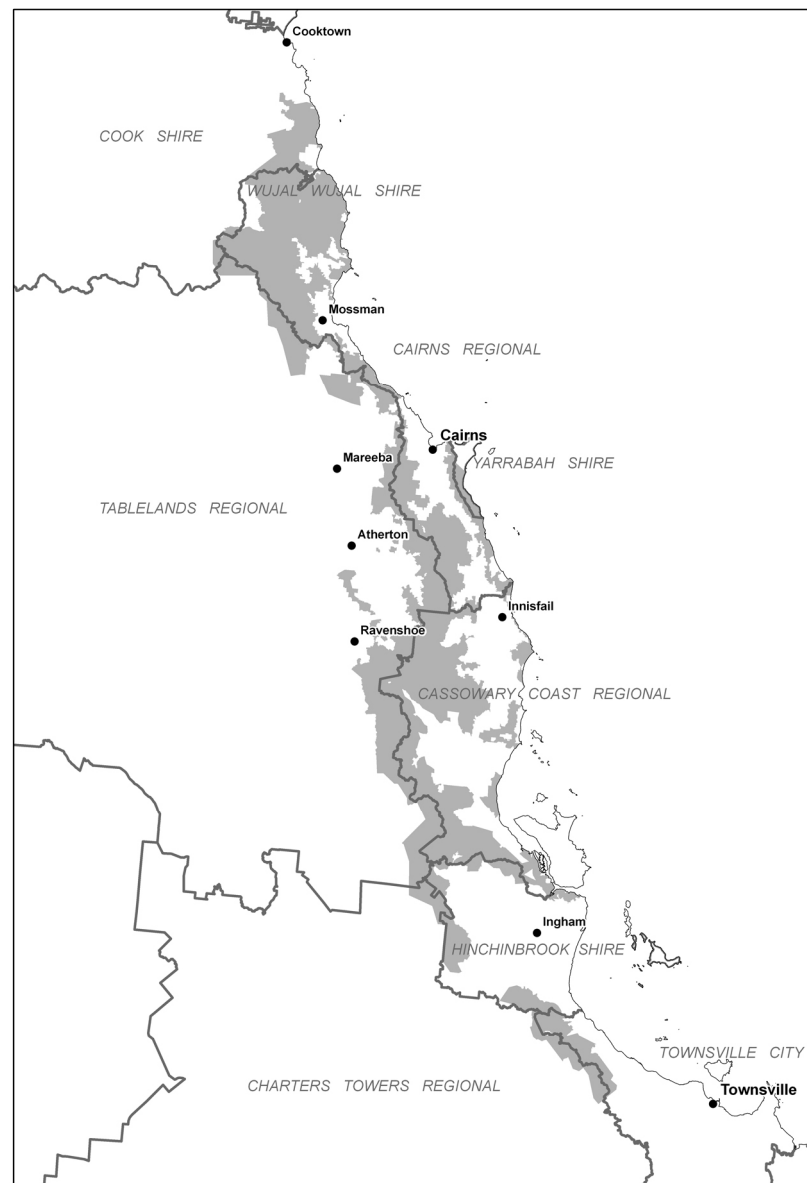 Cooktown
COOK SHIRE
WUJAL WUJAL SHIRE
Mossman
CAIRNS REGIONAL
Cairns
Mareeba
YARRABAH SHIRE
TABLELANDS REGIONAL
Atherton
Innisfail
Ravenshoe
CASSOWARY COAST REGIONAL
Ingham
HINCHINBROOK SHIRE
TOWNSVILLE CITY
CHARTERS TOWERS REGIONAL
Townsville